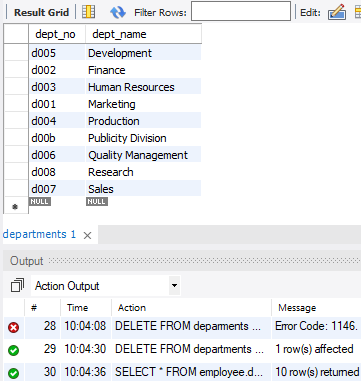 Result Grid Filter Rows: Edit:
dept_no dept_name
d005 Development
d002 Finance
d003 Human Resources
d001 Marketing
d004 Production
d00b Publicity Division
d006 Quality Management
d008 Research
d007 Sales
NULL NULL
departments 1
Output
Action Output
# Time Action Message
28 10:04:08 DELETE FROM deparments ... Error Code: 1146.
29 10:04:30 DELETE FROM departments ... 1 row(s) affected
30 10:04:36 SELECT * FROM employee.d... 10 row(s) returned